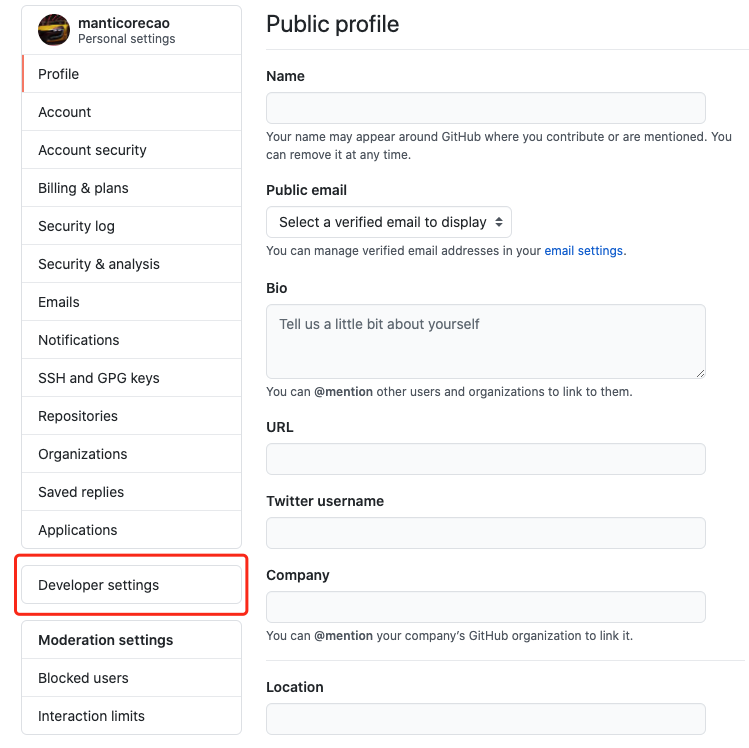 manticorecao
Personal settings
Profile
Account
Account security
Billing & plans
Security log
Security & analysis
Emails
Notifications
SSH and GPG keys
Repositories
Organizations
Saved replies
Applications
Developer settings
Moderation settings
Blocked users
Interaction limits
Public profile
Name
Your name may appear around GitHub where you contribute or are mentioned. You
can remove it at any time.
Public email
Select a verified email to display
You can manage verified email addresses in your email settings.
Bio
Tell us a little bit about yourself
You can @mention other users and organizations to link to them.
URL
Twitter username
Company
You can @mention your company's GitHub organization to link it.
Location